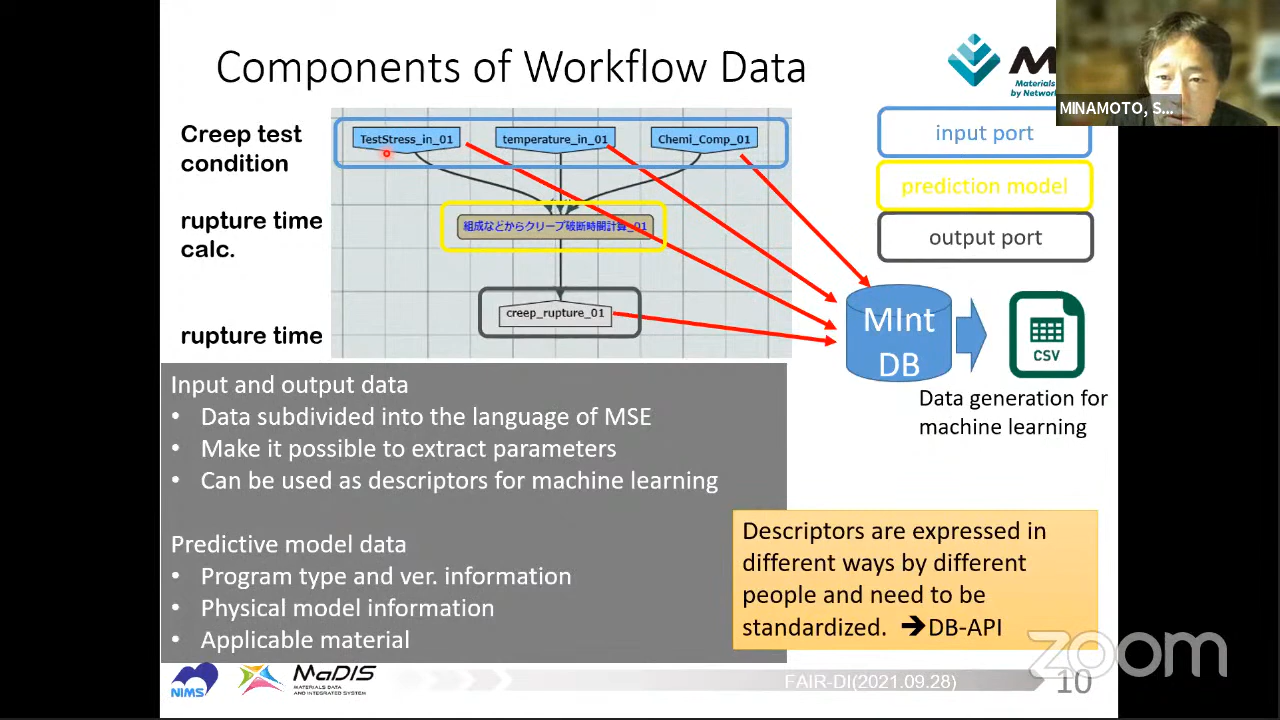 Components of Workflow Data
M
Materials
by Network
MINAMOTO, S...
Creep test
condition
TestStress_in_01
temperature_in_01
Chemi_Comp_01
input port
prediction model
output port
rupture time
calc.
組成などからクリープ破断時間計算_01
creep_rupture_01
rupture time
MInt
DB
CSV
Data generation for
machine learning
Input and output data
• Data subdivided into the language of MSE
• Make it possible to extract parameters
• Can be used as descriptors for machine learning
Predictive model data
• Program type and ver. information
• Physical model information
• Applicable material
Descriptors are expressed in
different ways by different
people and need to be
standardized. ➔DB-API
NIMS
MaDIS
MATERIALS DATA
AND INTEGRATED SYSTEM
FAIR-DI(2021.09.28)
10
zoom